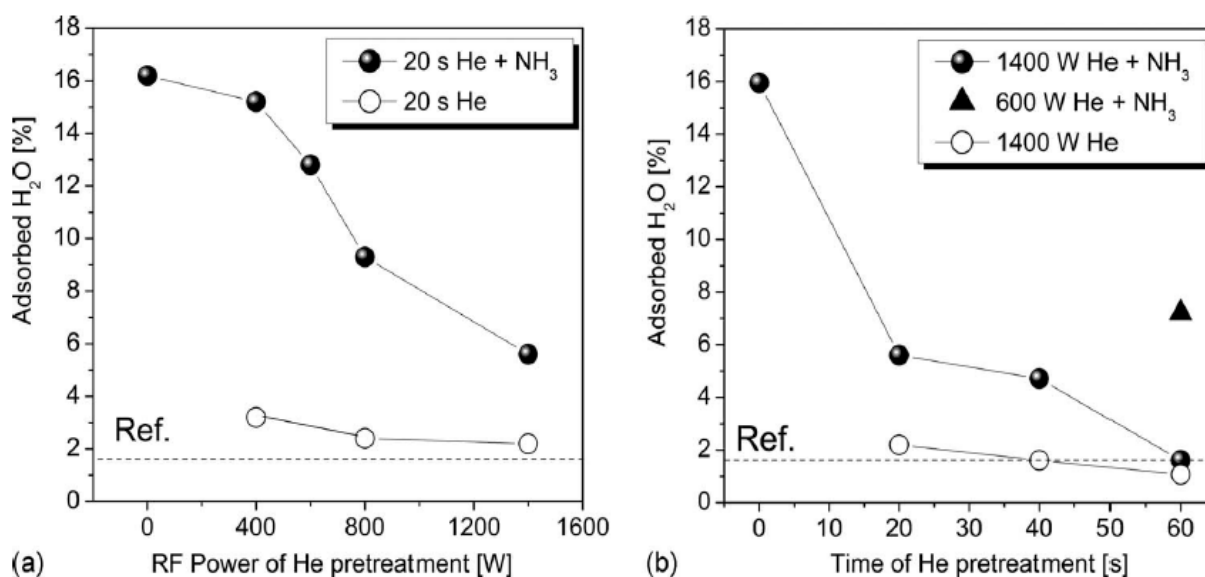 18
16
14
12
10
8
6
4
2
0
Adsorbed H₂O [%]
20 s He + NH₃
20 s He
Ref.
0 400 800 1200 1600
(a) RF Power of He pretreatment [W]
18
16
14
12
10
8
6
4
2
0
Adsorbed H₂O [%]
1400 W He + NH₃
600 W He + NH₃
1400 W He
Ref.
0 10 20 30 40 50 60
(b) Time of He pretreatment [s]